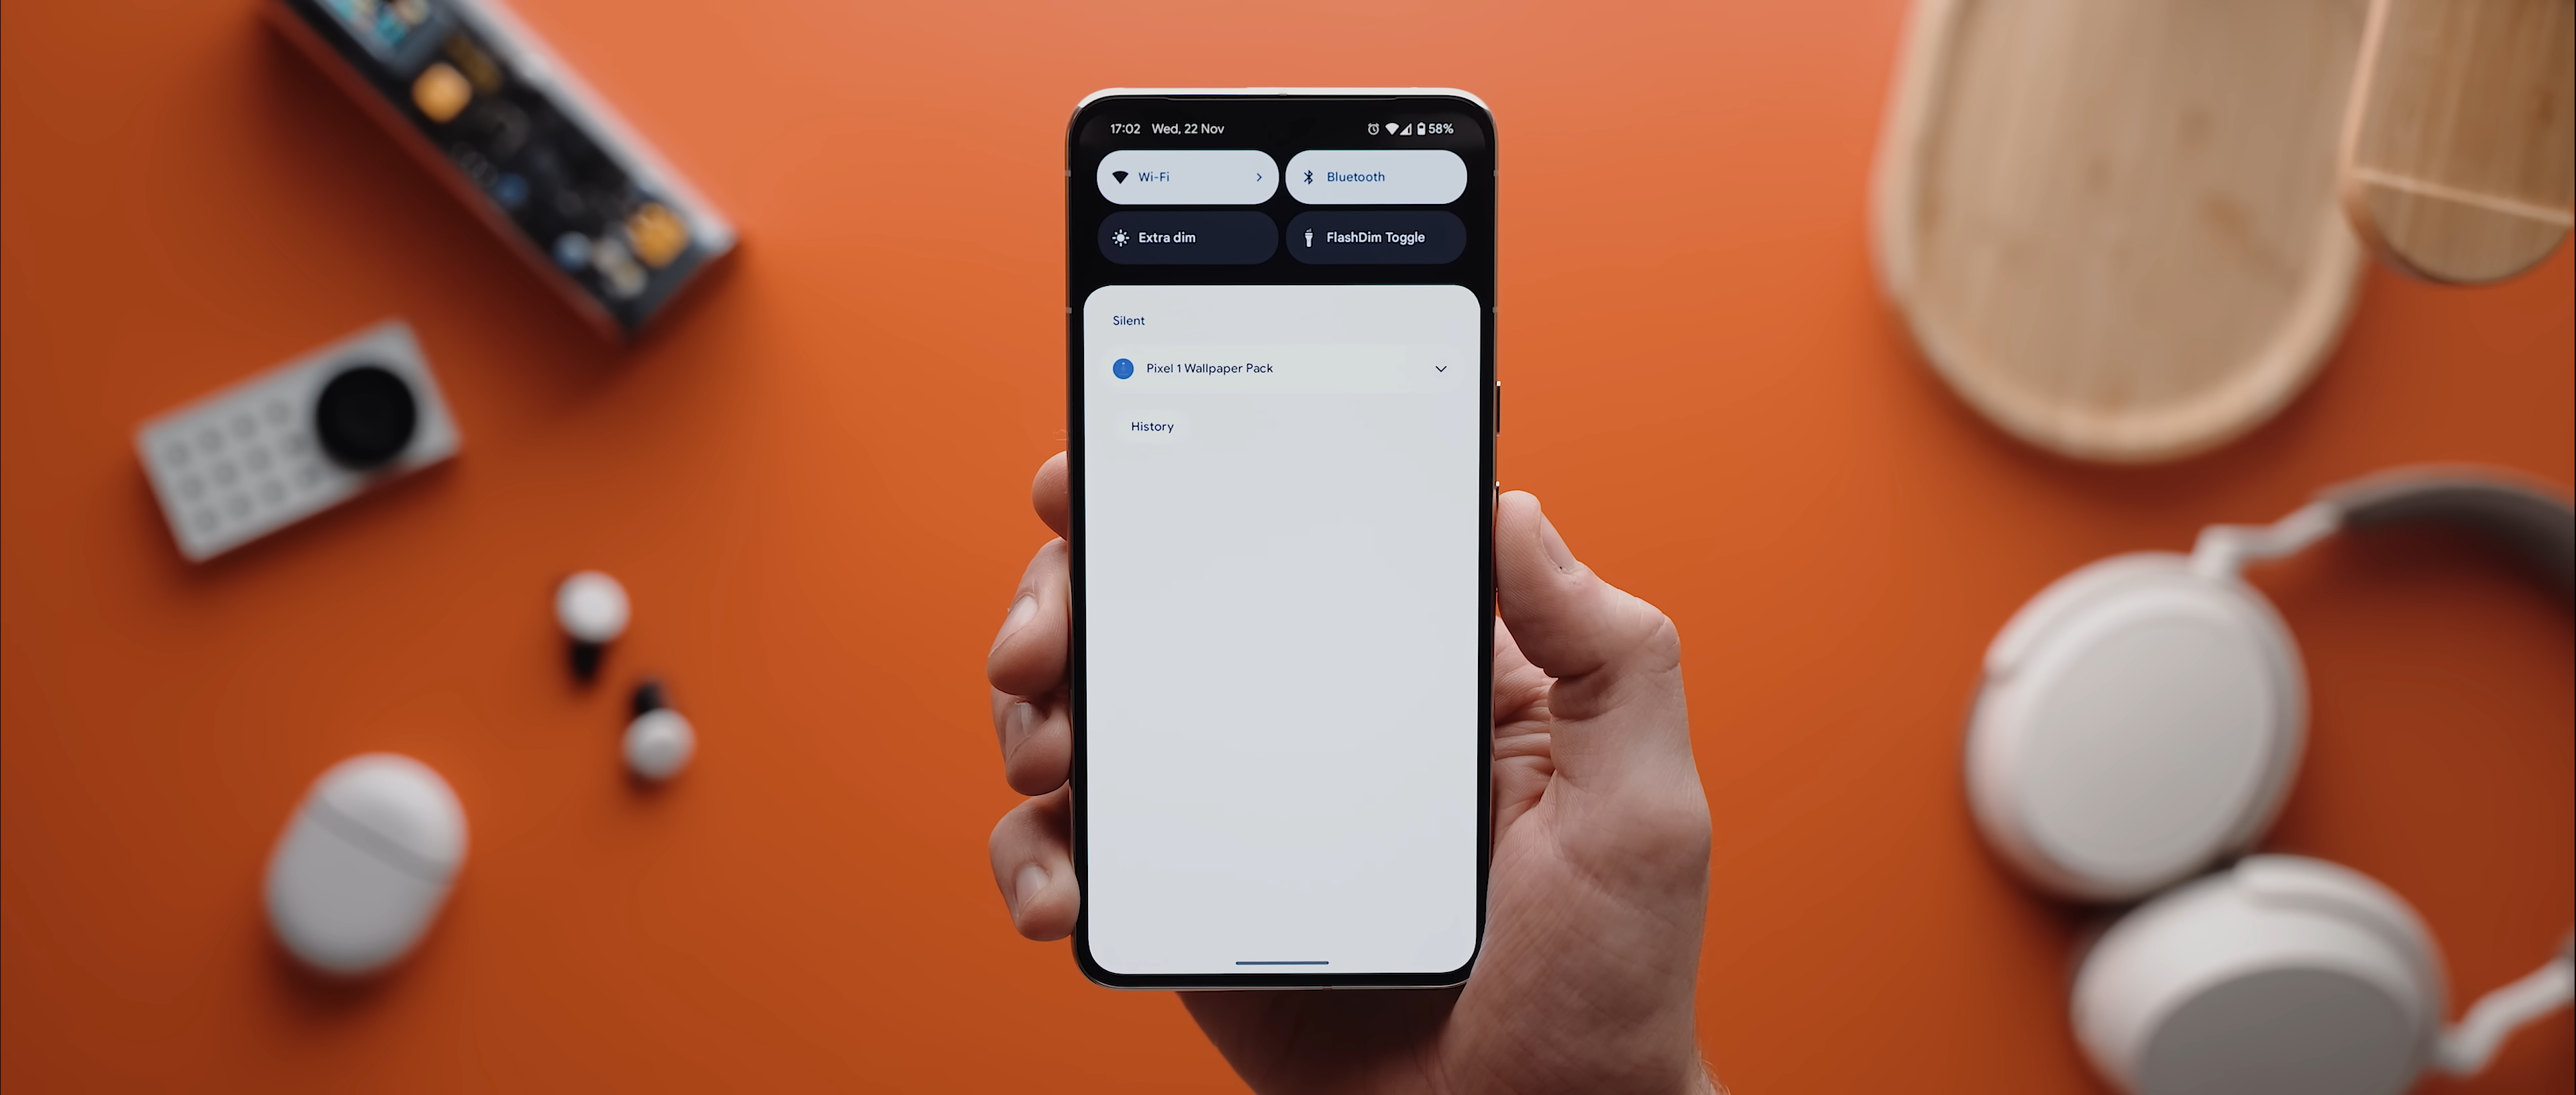 17:02 Wed, 22 Nov 58%
Wi-Fi Bluetooth
Extra dim FlashDim Toggle
Silent
Pixel 1 Wallpaper Pack
History